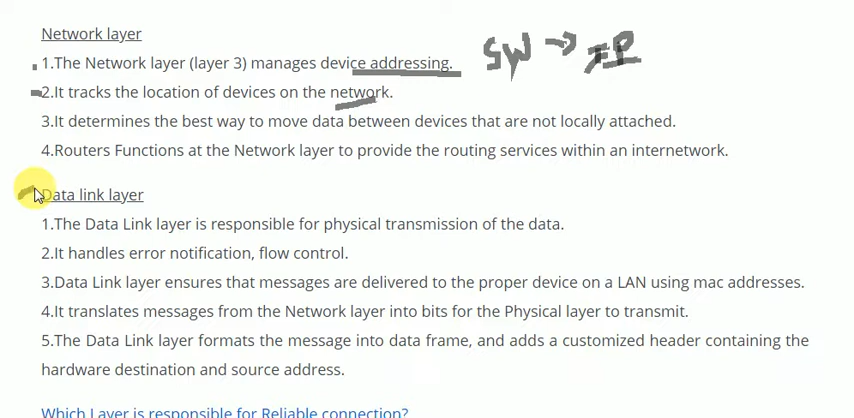 Network layer
1.The Network layer (layer 3) manages device addressing.
SW → IP
2.It tracks the location of devices on the network.
3.It determines the best way to move data between devices that are not locally attached.
4.Routers Functions at the Network layer to provide the routing services within an internetwork.
Data link layer
1.The Data Link layer is responsible for physical transmission of the data.
2.It handles error notification, flow control.
3.Data Link layer ensures that messages are delivered to the proper device on a LAN using mac addresses.
4.It translates messages from the Network layer into bits for the Physical layer to transmit.
5.The Data Link layer formats the message into data frame, and adds a customized header containing the
hardware destination and source address.
Which Layer is responsible for Reliable connection?